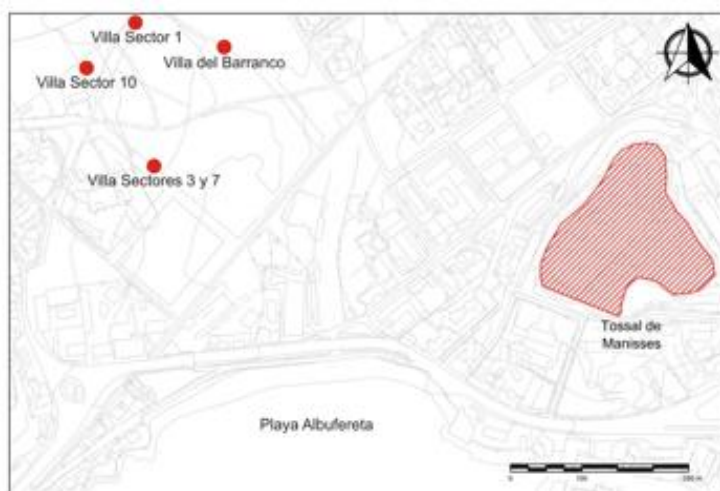 Villa Sector 1
Villa del Barranco
Villa Sector 10
Villa Sectores 3 y 7
Tossal de
Manisses
Playa Albufereta